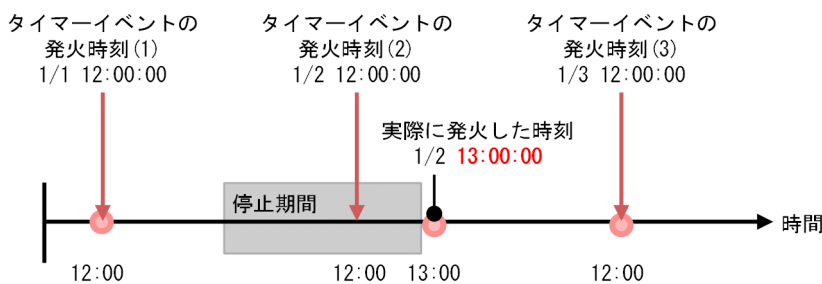 タイマーイベントの
発火時刻(1)
1/1 12:00:00
タイマーイベントの
発火時刻(2)
1/2 12:00:00
タイマーイベントの
発火時刻(3)
1/3 12:00:00
実際に発火した時刻
1/2 13:00:00
停止期間
時間
12:00
12:00
13:00
12:00